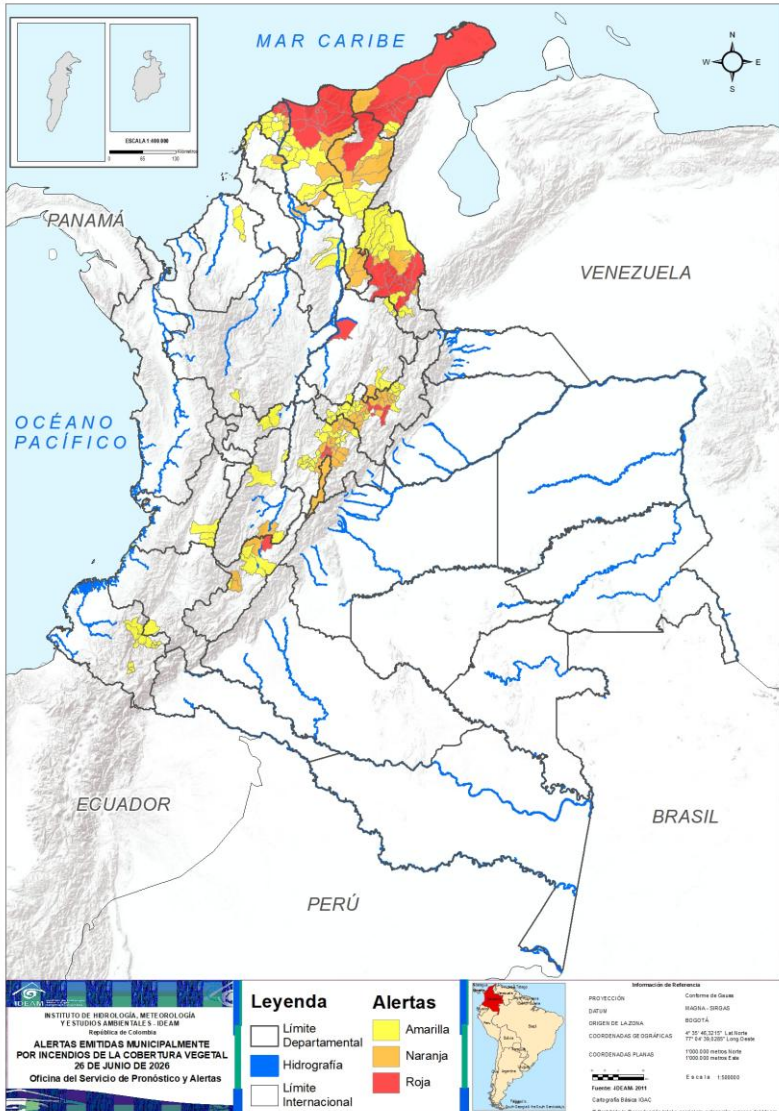 MAR CARIBE
N
W
E
S
ESCALA 1:400.000
PANAMÁ
VENEZUELA
OCÉANO
PACÍFICO
ECUADOR
BRASIL
PERÚ
IDEAM
INSTITUTO DE HIDROLOGÍA, METEOROLOGÍA
Y ESTUDIOS AMBIENTALES - IDEAM
República de Colombia
ALERTAS EMITIDAS MUNICIPALMENTE
POR INCENDIOS DE LA COBERTURA VEGETAL
26 DE JUNIO DE 2026
Oficina del Servicio de Pronóstico y Alertas
Leyenda
Límite
Departamental
Hidrografía
Límite
Internacional
Alertas
Amarilla
Naranja
Roja
Información de Referencia
PROYECCIÓN Conforme de Gauss
DATUM MAGNA - SIRGAS
ORIGEN DE LA ZONA BOGOTÁ
COORDENADAS GEOGRÁFICAS
COORDENADAS PLANAS 1'000.000 metros Norte
1'000.000 metros Este
Fuente: IDEAM-2011
Cartografía Básica IGAC